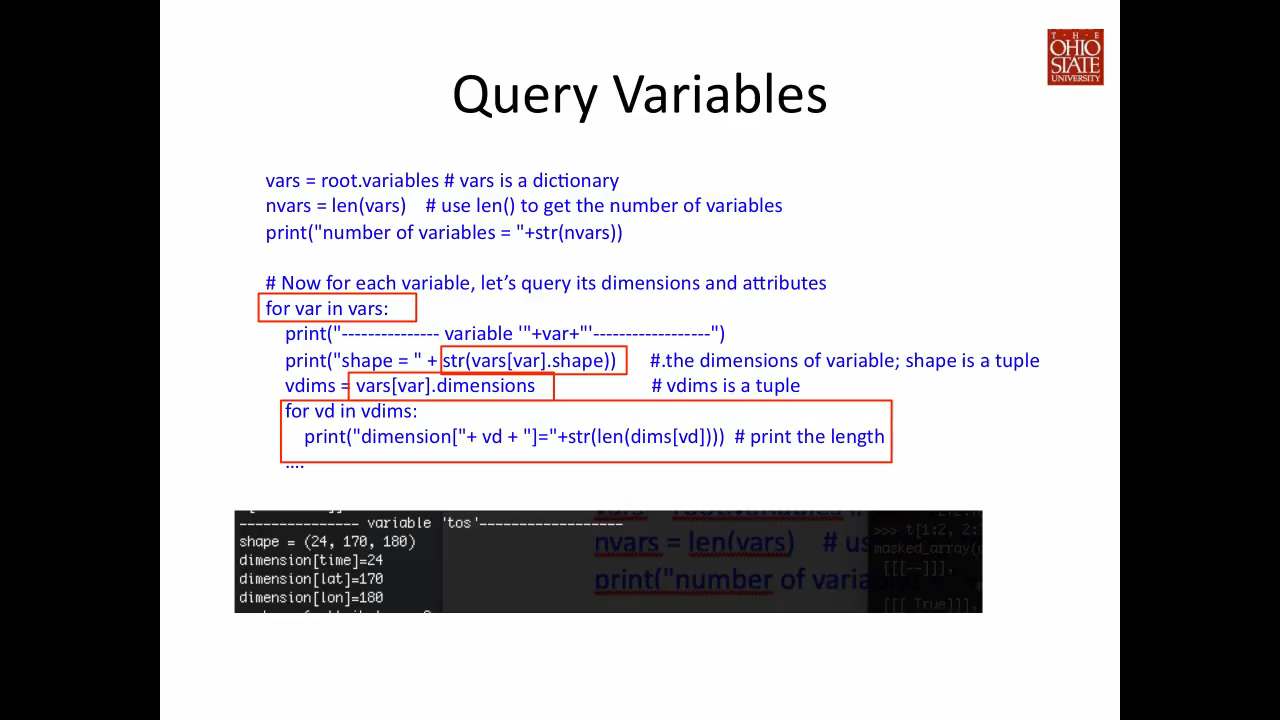 T · H · E
OHIO
STATE
UNIVERSITY
Query Variables
vars = root.variables # vars is a dictionary
nvars = len(vars)    # use len() to get the number of variables
print("number of variables = "+str(nvars))
# Now for each variable, let's query its dimensions and attributes
for var in vars:
print("--------------- variable '"+var+"'------------------")
print("shape = " + str(vars[var].shape))    #.the dimensions of variable; shape is a tuple
vdims = vars[var].dimensions    # vdims is a tuple
for vd in vdims:
print("dimension["+ vd + "]="+str(len(dims[vd])))  # print the length
....
--------------- variable 'tos'------------------
shape = (24, 170, 180)
dimension[time]=24
dimension[lat]=170
dimension[lon]=180
nvars = len(vars)    # us
print("number of varia
>>> t[1:2, 2:
masked_array(
[[[--]]],
[[[ True]]],